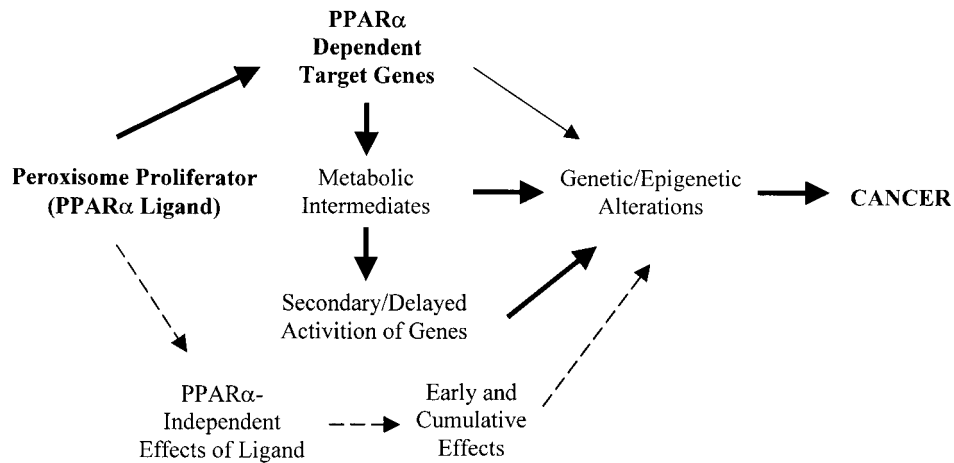 PPARα
Dependent
Target Genes
Peroxisome Proliferator
(PPARα Ligand)
Metabolic
Intermediates
Genetic/Epigenetic
Alterations
CANCER
Secondary/Delayed
Activition of Genes
PPARα-
Independent
Effects of Ligand
Early and
Cumulative
Effects